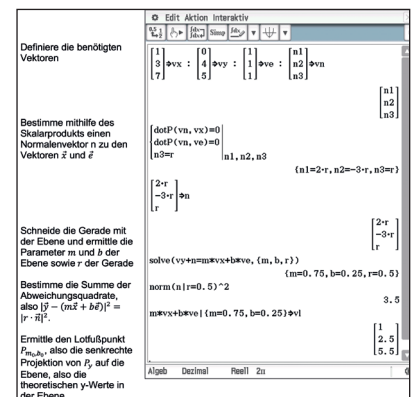 Edit Aktion Interaktiv
Definiere die benötigten
Vektoren
[1 3 7]⇒vx : [0 4 5]⇒vy : [1 1 1]⇒ve : [n1 n2 n3]⇒vn
[n1 n2 n3]
Bestimme mithilfe des
Skalarprodukts einen
Normalenvektor n zu den
Vektoren x⃗ und e⃗
{dotP(vn, vx)=0
dotP(vn, ve)=0
n3=r |n1, n2, n3
{n1=2·r, n2=-3·r, n3=r}
[2·r -3·r r]⇒n
[2·r -3·r r]
Schneide die Gerade mit
der Ebene und ermittle die
Parameter m und b der
Ebene sowie r der Gerade
solve(vy+n=m*vx+b*ve, {m, b, r})
{m=0.75, b=0.25, r=0.5}
Bestimme die Summe der
Abweichungsquadrate,
also |y⃗ − (mx⃗ + be⃗)|² =
|r · n⃗|².
norm(n|r=0.5)^2
3.5
m*vx+b*ve|{m=0.75, b=0.25}⇒v
[1 2.5 5.5]
Ermittle den Lotfußpunkt
P_{m₀,b₀}, also die senkrechte
Projektion von P_y auf die
Ebene, also die
theoretischen y-Werte in
der Ebene
Algeb Dezimal Reell 2π